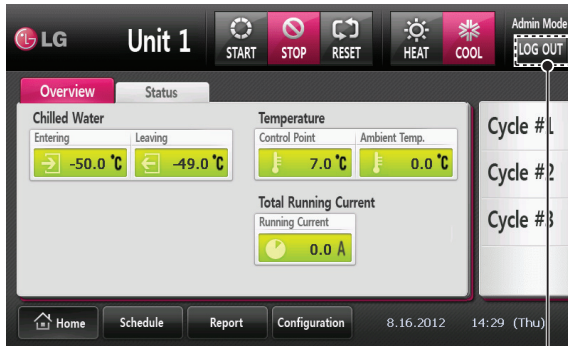 LG Unit 1 START STOP RESET HEAT COOL Admin Mode
LOG OUT
Overview Status
Chilled Water
Entering Leaving
-50.0 °C -49.0 °C
Temperature
Control Point Ambient Temp.
7.0 °C 0.0 °C
Total Running Current
Running Current
0.0 A
Cycle #1
Cycle #2
Cycle #3
Home Schedule Report Configuration 8.16.2012 14:29 (Thu)